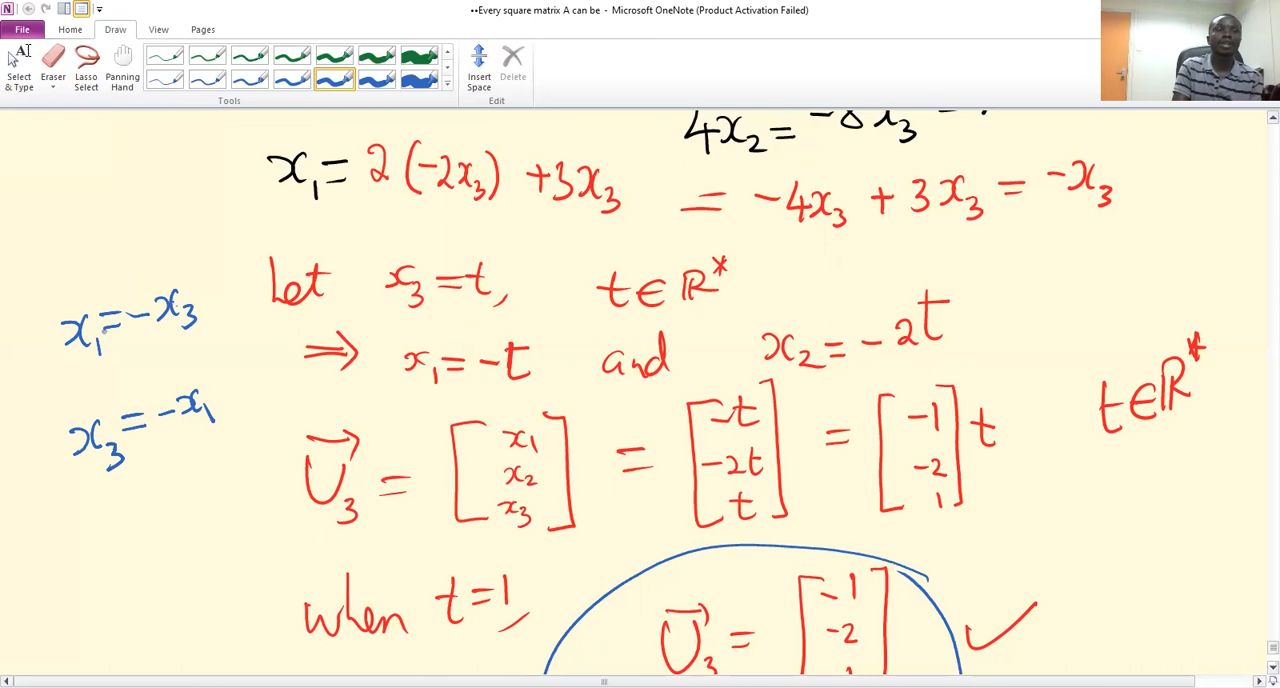 ••Every square matrix A can be - Microsoft OneNote (Product Activation Failed)
File Home Draw View Pages
Select & Type
Eraser
Lasso Select
Panning Hand
Insert Space
Delete
Tools
Edit
4x₂ = -8x₃
x₁ = 2(-2x₃) + 3x₃ = -4x₃ + 3x₃ = -x₃
Let x₃ = t, t ∈ ℝ*
x₁ = -x₃
⇒ x₁ = -t and x₂ = -2t
x₃ = -x₁
U⃗₃ = [x₁ x₂ x₃] = [-t -2t t] = [-1 -2 1] t t ∈ ℝ*
when t = 1, U⃗₃ = [-1 -2 ✓